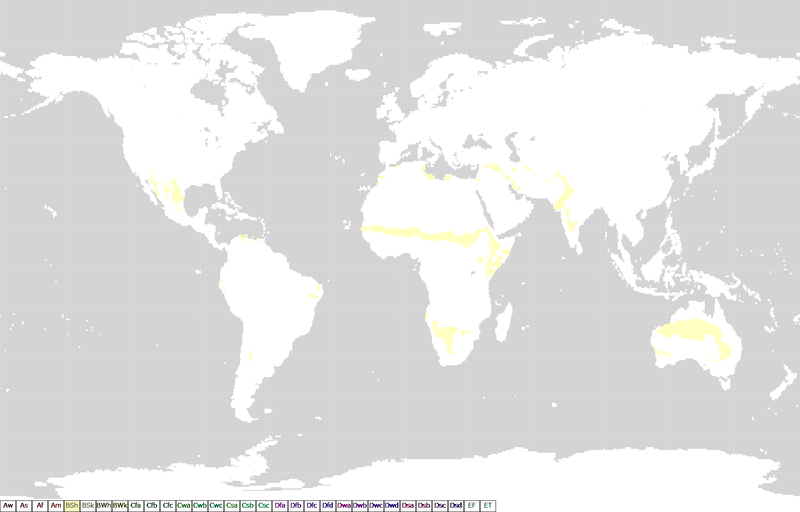 Aw As Af Am BSh BSk BWh BWk Cfa Cfb Cfc Cwa Cwb Cwc Csa Csb Csc Dfa Dfb Dfc Dfd Dwa Dwb Dwc Dwd Dsa Dsb Dsc Dsd EF ET